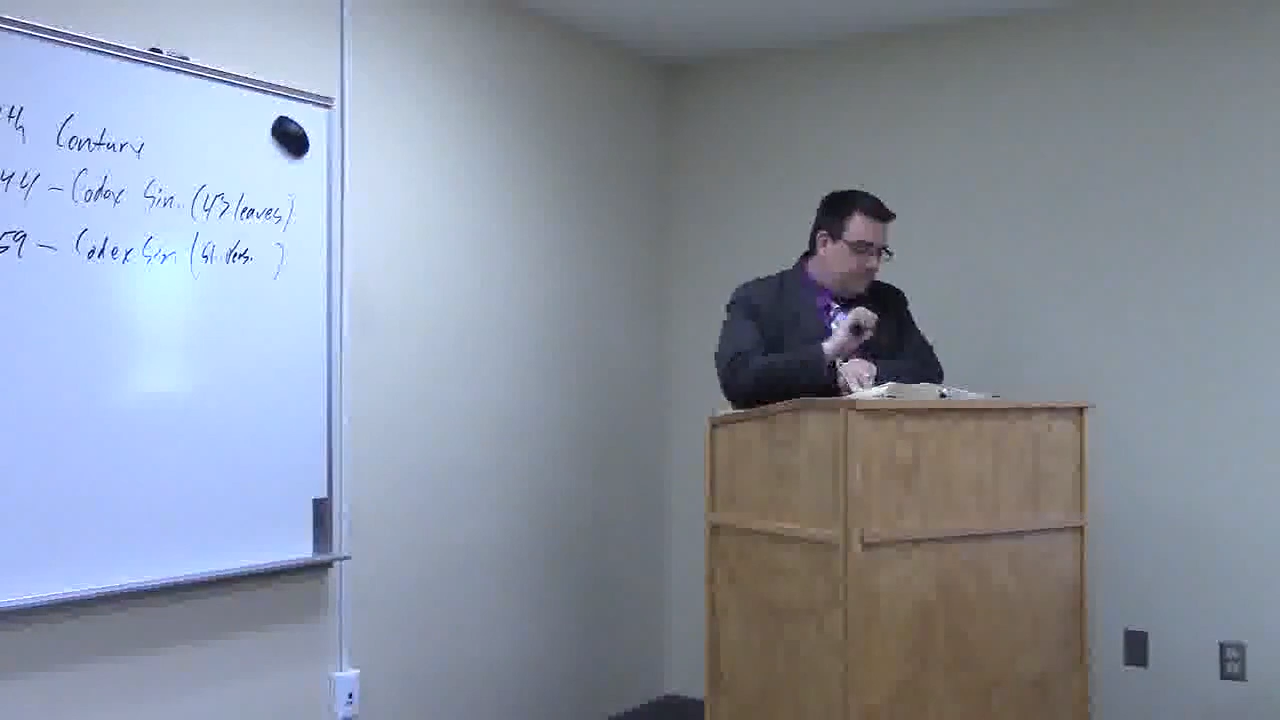 th Century
44 - Codex Sin. (43 leaves)
59 - Codex Sin (